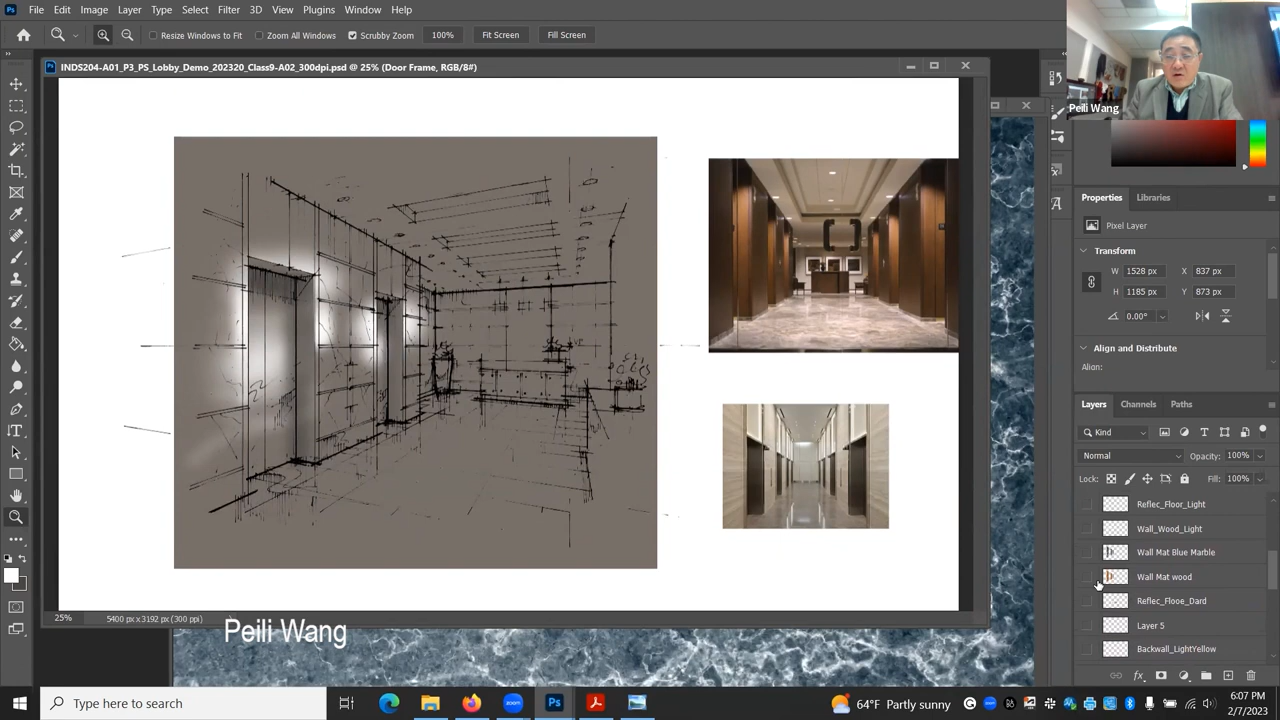 File Edit Image Layer Type Select Filter 3D View Plugins Window Help
Resize Windows to Fit Zoom All Windows Scrubby Zoom 100% Fit Screen Fill Screen
INDS204-A01_P3_PS_Lobby_Demo_202320_Class9-A02_300dpi.psd @ 25% (Door Frame, RGB/8#)
Peili Wang
Properties Libraries
Pixel Layer
Transform
W 1528 px X 837 px
H 1185 px Y 873 px
0.00°
Align and Distribute
Align:
Layers Channels Paths
Kind
Normal Opacity: 100%
Lock: Fill: 100%
Reflec_Floor_Light
Wall_Wood_Light
Wall Mat Blue Marble
Wall Mat wood
Reflec_Flooe_Dard
Layer 5
Backwall_LightYellow
25% 5400 px x 3192 px (300 ppi)
Peili Wang
Type here to search
64°F Partly sunny
6:07 PM
2/7/2023